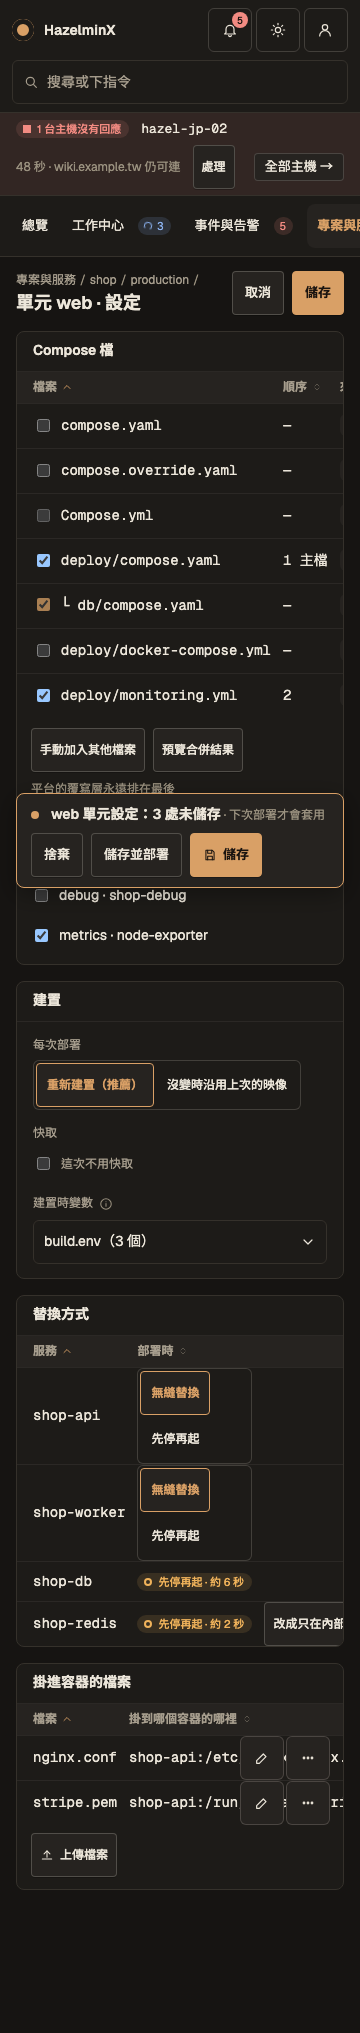 HazelminX
5
搜尋或下指令
1 台主機沒有回應 hazel-jp-02
48 秒 · wiki.example.tw 仍可連 處理 全部主機 →
總覽 工作中心 3 事件與告警 5 專案與
專案與服務 / shop / production /
單元 web · 設定
取消 儲存
Compose 檔
檔案 順序
compose.yaml —
compose.override.yaml —
Compose.yml —
deploy/compose.yaml 1 主檔
└ db/compose.yaml —
deploy/docker-compose.yml —
deploy/monitoring.yml 2
手動加入其他檔案 預覽合併結果
平台的覆寫層永遠排在最後
web 單元設定：3 處未儲存 · 下次部署才會套用
捨棄 儲存並部署 儲存
debug · shop-debug
metrics · node-exporter
建置
每次部署
重新建置（推薦） 沒變時沿用上次的映像
快取
這次不用快取
建置時變數
build.env（3 個）
替換方式
服務 部署時
shop-api 無縫替換
先停再起
shop-worker 無縫替換
先停再起
shop-db 先停再起 · 約 6 秒
shop-redis 先停再起 · 約 2 秒 改成只在內部
掛進容器的檔案
檔案 掛到哪個容器的哪裡
nginx.conf shop-api:/etc
stripe.pem shop-api:/run
上傳檔案